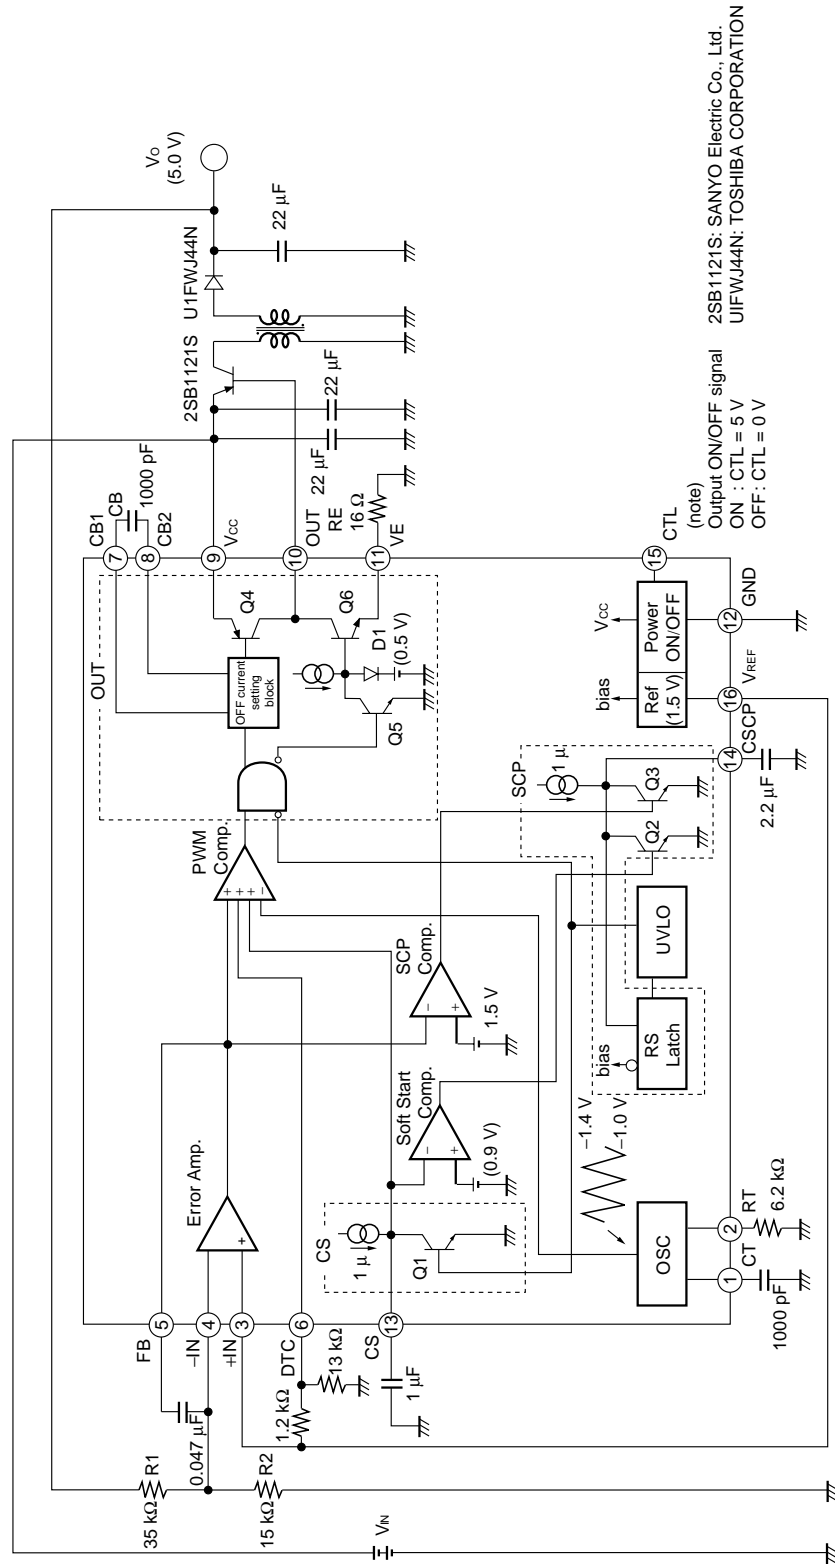 VIN
35 kΩ R1
15 kΩ R2
0.047 µF
FB
5
−IN
4
+IN
3
DTC
6
1.2 kΩ
13 kΩ
CS
13
1 µF
Error Amp.
+
CS
1 µ
Q1
Soft Start
Comp.
−
+
(0.9 V)
SCP
Comp.
−
+
1.5 V
PWM
Comp.
+
+
+
−
OUT
OFF current
setting
block
Q4
Q6
D1
(0.5 V)
Q5
CB1
7
CB
1000 pF
8
CB2
9
VCC
10
OUT
RE
16 Ω
11
VE
22 µF
22 µF
2SB1121S
U1FWJ44N
22 µF
VO
(5.0 V)
OSC
−1.4 V
−1.0 V
1
CT
1000 pF
2
RT
6.2 kΩ
bias
RS
Latch
UVLO
SCP
1 µ
Q2
Q3
14
CSCP
2.2 µF
bias
Ref
(1.5 V)
VCC
Power
ON/OFF
16
VREF
12
GND
15
CTL
(note)
Output ON/OFF signal
ON : CTL = 5 V
OFF: CTL = 0 V
2SB1121S: SANYO Electric Co., Ltd.
UIFWJ44N: TOSHIBA CORPORATION